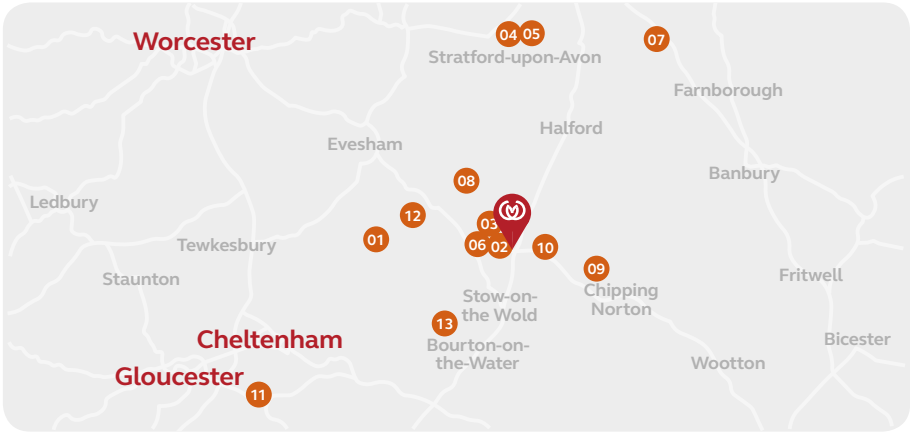 04
05
07
Worcester
Stratford-upon-Avon
Farnborough
Halford
Evesham
Banbury
08
Ledbury
12
03
01
Tewkesbury
06
02
10
09
Staunton
Fritwell
Stow-on-
the Wold
Chipping
Norton
13
Cheltenham
Bourton-on-
the-Water
Bicester
Gloucester
Wootton
11